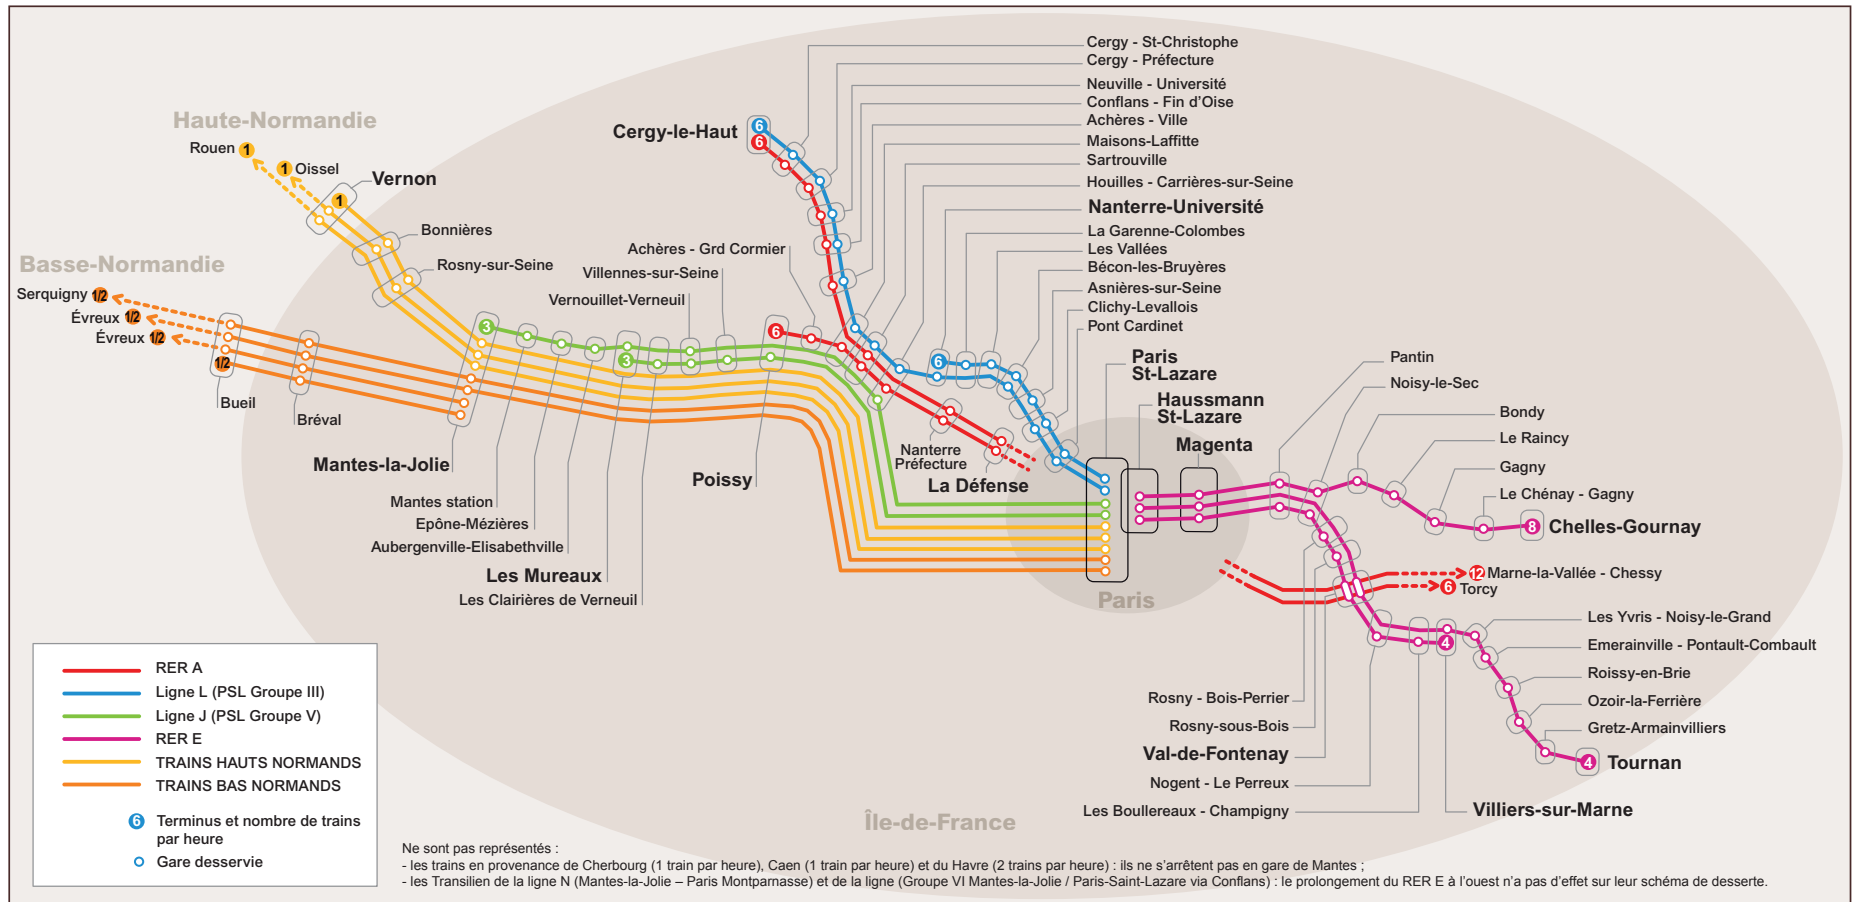 Cergy - St-Christophe
Cergy - Préfecture
Neuville - Université
Conflans - Fin d'Oise
Achères - Ville
Maisons-Laffitte
Sartrouville
Houilles - Carrières-sur-Seine
Nanterre-Université
La Garenne-Colombes
Les Vallées
Bécon-les-Bruyères
Asnières-sur-Seine
Clichy-Levallois
Pont Cardinet
Paris
St-Lazare
Haussmann
St-Lazare
Magenta
Cergy-le-Haut
6
6
Haute-Normandie
Rouen 1
1 Oissel
Vernon
1
Bonnières
Rosny-sur-Seine
Basse-Normandie
Serquigny 1/2
Évreux 1/2
Évreux 1/2
1/2
Bueil
Bréval
Achères - Grd Cormier
Villennes-sur-Seine
Vernouillet-Verneuil
3
3
6
6
Mantes-la-Jolie
Mantes station
Epône-Mézières
Aubergenville-Elisabethville
Les Mureaux
Les Clairières de Verneuil
Poissy
Nanterre
Préfecture
La Défense
Paris
Pantin
Noisy-le-Sec
Bondy
Le Raincy
Gagny
Le Chénay - Gagny
8 Chelles-Gournay
12 Marne-la-Vallée - Chessy
6 Torcy
4
Les Yvris - Noisy-le-Grand
Emerainville - Pontault-Combault
Roissy-en-Brie
Ozoir-la-Ferrière
Gretz-Armainvilliers
4 Tournan
Rosny - Bois-Perrier
Rosny-sous-Bois
Val-de-Fontenay
Nogent - Le Perreux
Les Boullereaux - Champigny
Villiers-sur-Marne
Île-de-France
RER A
Ligne L (PSL Groupe III)
Ligne J (PSL Groupe V)
RER E
TRAINS HAUTS NORMANDS
TRAINS BAS NORMANDS
6 Terminus et nombre de trains
par heure
Gare desservie
Ne sont pas représentés :
- les trains en provenance de Cherbourg (1 train par heure), Caen (1 train par heure) et du Havre (2 trains par heure) : ils ne s'arrêtent pas en gare de Mantes ;
- les Transilien de la ligne N (Mantes-la-Jolie – Paris Montparnasse) et de la ligne (Groupe VI Mantes-la-Jolie / Paris-Saint-Lazare via Conflans) : le prolongement du RER E à l'ouest n'a pas d'effet sur leur schéma de desserte.